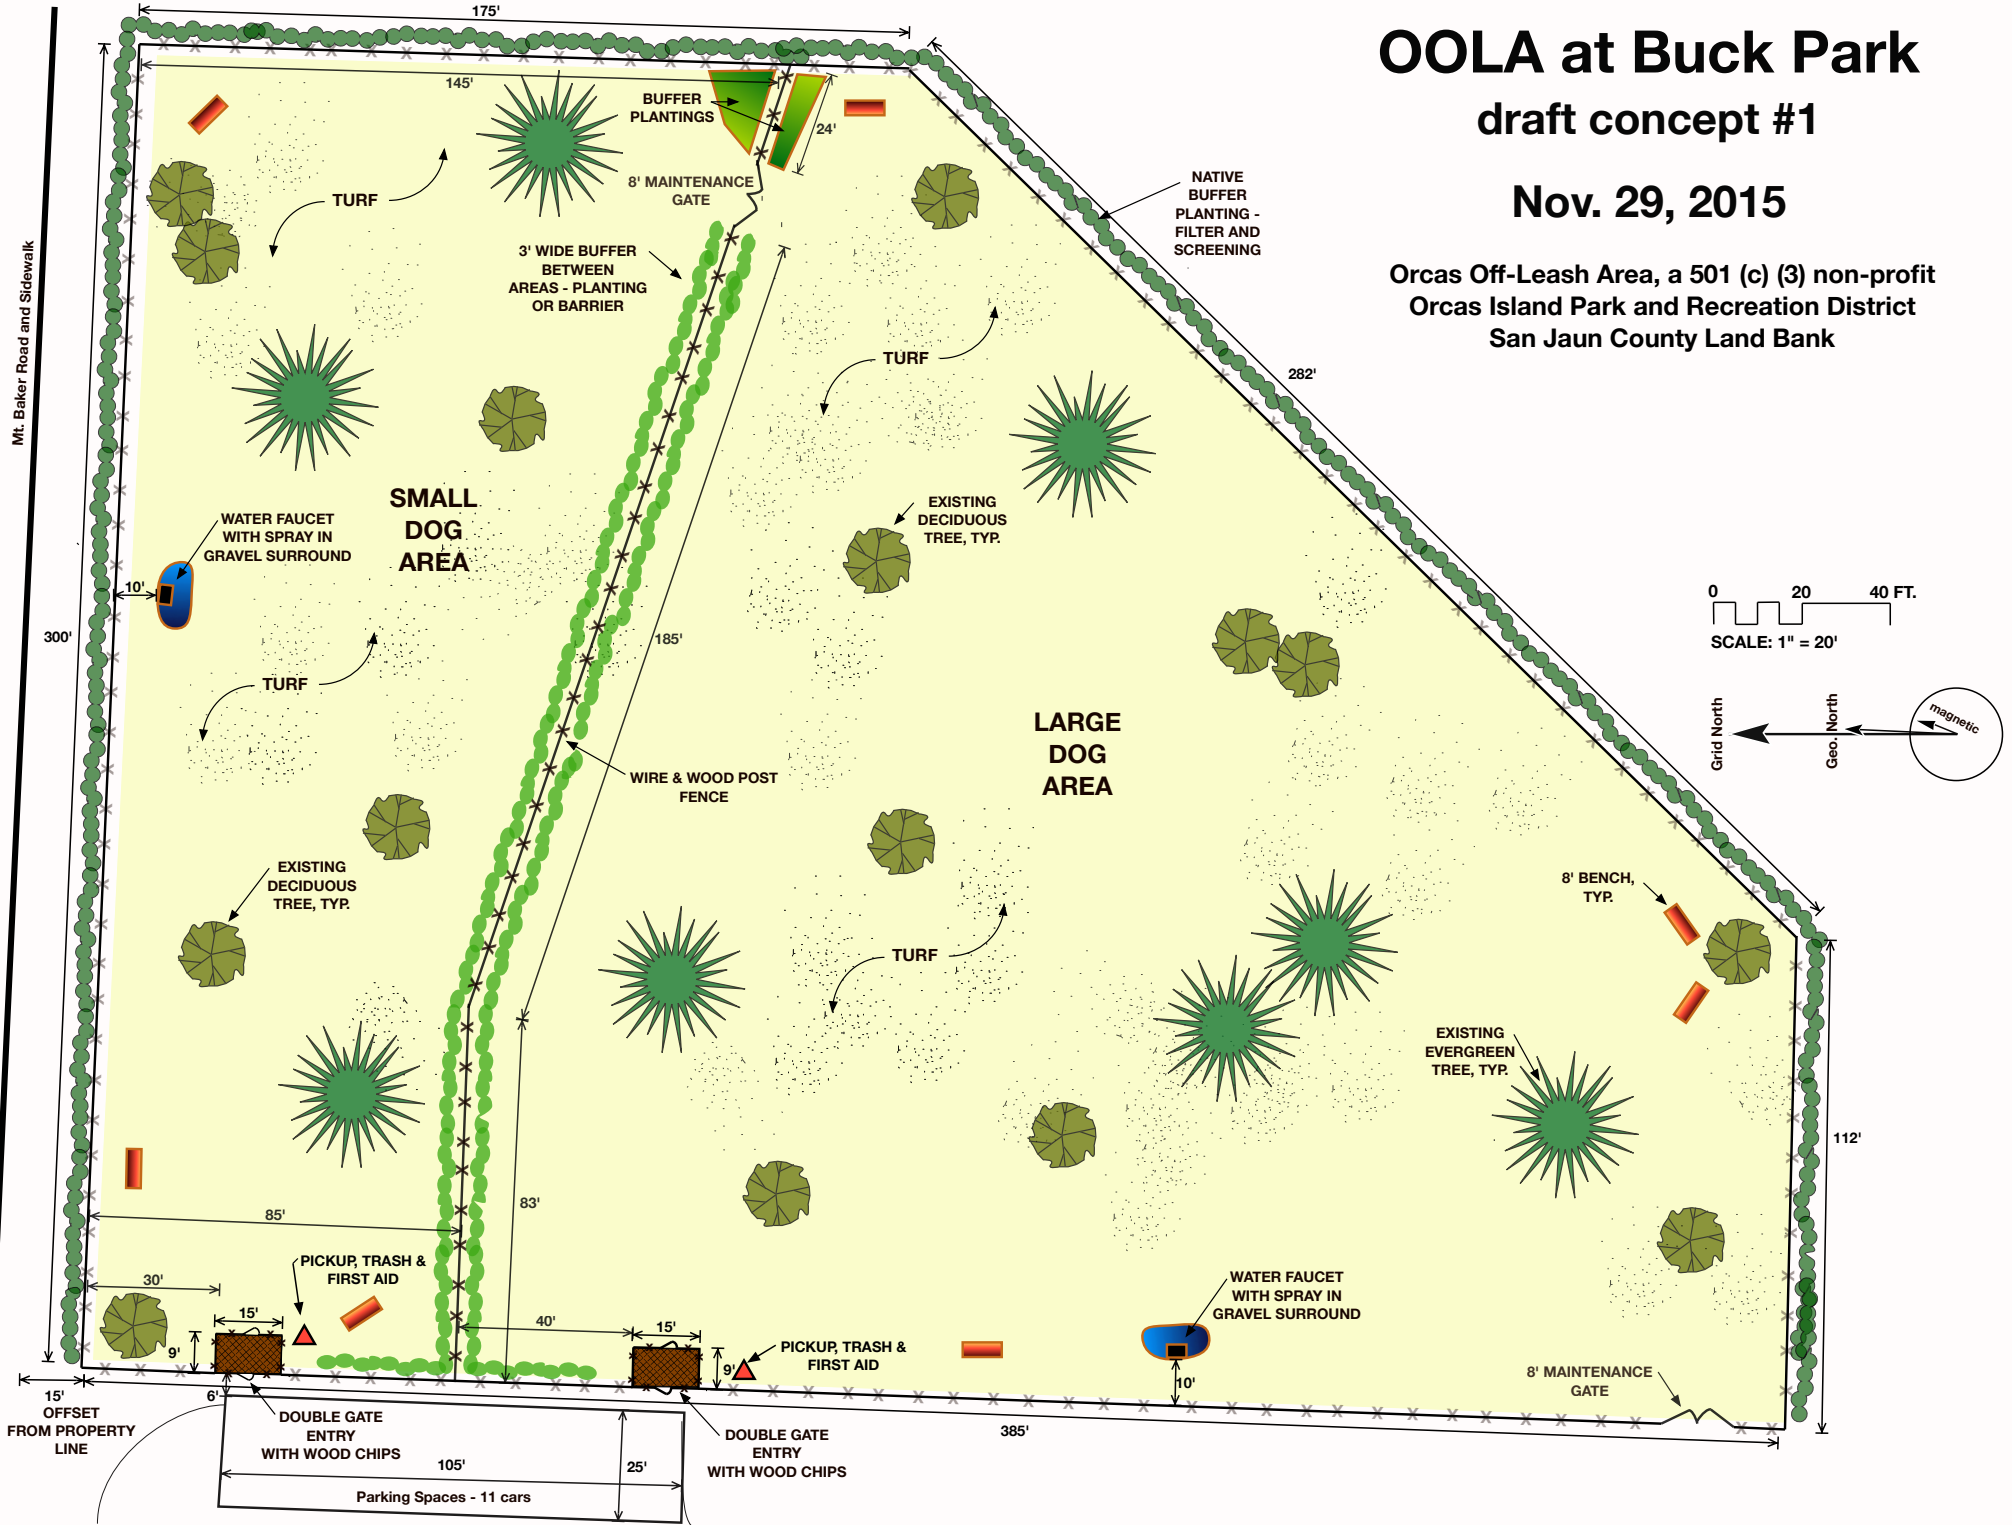 175'
OOLA at Buck Park
draft concept #1
Nov. 29, 2015
Orcas Off-Leash Area, a 501 (c) (3) non-profit
Orcas Island Park and Recreation District
San Jaun County Land Bank
145'
BUFFER
PLANTINGS
24'
8' MAINTENANCE
GATE
TURF
NATIVE
BUFFER
PLANTING -
FILTER AND
SCREENING
3' WIDE BUFFER
BETWEEN
AREAS - PLANTING
OR BARRIER
Mt. Baker Road and Sidewalk
TURF
282'
SMALL
DOG
AREA
WATER FAUCET
WITH SPRAY IN
GRAVEL SURROUND
EXISTING
DECIDUOUS
TREE, TYP.
10'
300'
185'
0 20 40 FT.
SCALE: 1" = 20'
TURF
LARGE
DOG
AREA
Grid North
Geo. North
magnetic
WIRE & WOOD POST
FENCE
EXISTING
DECIDUOUS
TREE, TYP.
8' BENCH,
TYP.
TURF
EXISTING
EVERGREEN
TREE, TYP.
112'
83'
85'
PICKUP, TRASH &
FIRST AID
30'
15'
9'
40'
15'
9'
PICKUP, TRASH &
FIRST AID
WATER FAUCET
WITH SPRAY IN
GRAVEL SURROUND
10'
8' MAINTENANCE
GATE
15'
OFFSET
FROM PROPERTY
LINE
6'
DOUBLE GATE
ENTRY
WITH WOOD CHIPS
DOUBLE GATE
ENTRY
WITH WOOD CHIPS
385'
105'
25'
Parking Spaces - 11 cars